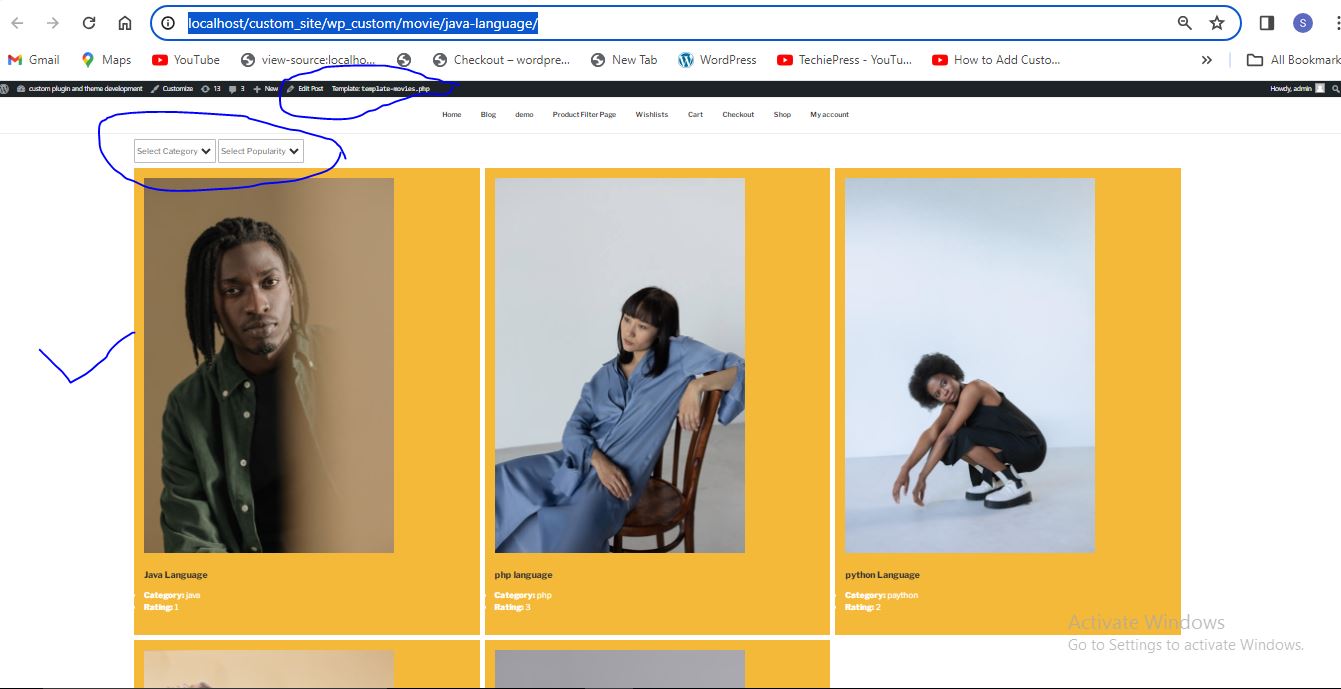 localhost/custom_site/wp_custom/movie/java-language/
S
Gmail Maps YouTube view-source:localho... Checkout – wordpre... New Tab WordPress TechiePress - YouTu... How to Add Custo... » All Bookmark
custom plugin and theme development Customize 13 3 New Edit Post Template: template-movies.php Howdy, admin
Home Blog demo Product Filter Page Wishlists Cart Checkout Shop My account
Select Category Select Popularity
Java Language php language python Language
Category: java Category: php Category: paython
Rating: 1 Rating: 3 Rating: 2
Activate Windows
Go to Settings to activate Windows.